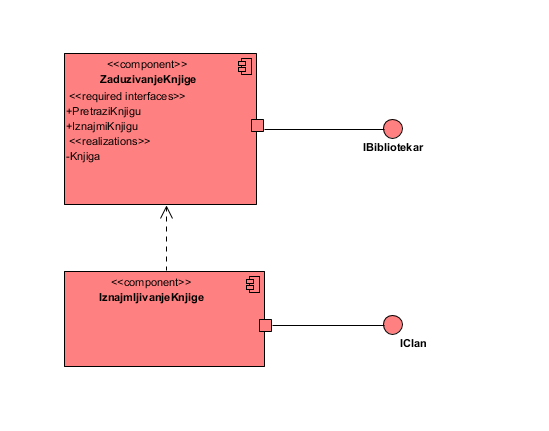 <<component>>
ZaduzivanjeKnjige
<<required interfaces>>
+PretraziKnjigu
+IznajmiKnjigu
<<realizations>>
-Knjiga
IBibliotekar
<<component>>
IznajmljivanjeKnjige
IClan